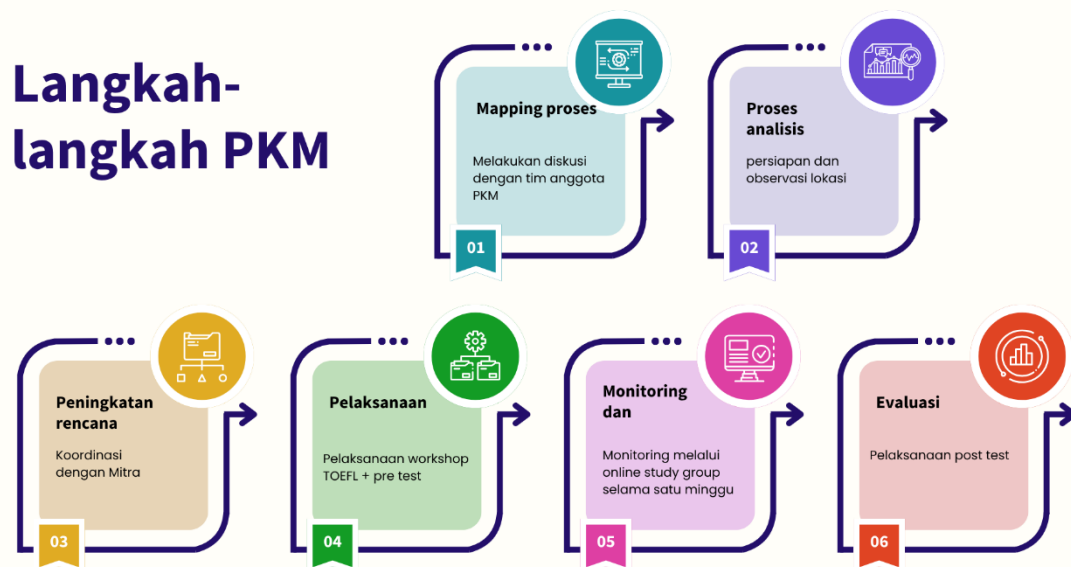 Langkah-
langkah PKM
Mapping proses
Melakukan diskusi
dengan tim anggota
PKM
01
Proses
analisis
persiapan dan
observasi lokasi
02
Peningkatan
rencana
Koordinasi
dengan Mitra
03
Pelaksanaan
Pelaksanaan workshop
TOEFL + pre test
04
Monitoring
dan
Monitoring melalui
online study group
selama satu minggu
05
Evaluasi
Pelaksanaan post test
06